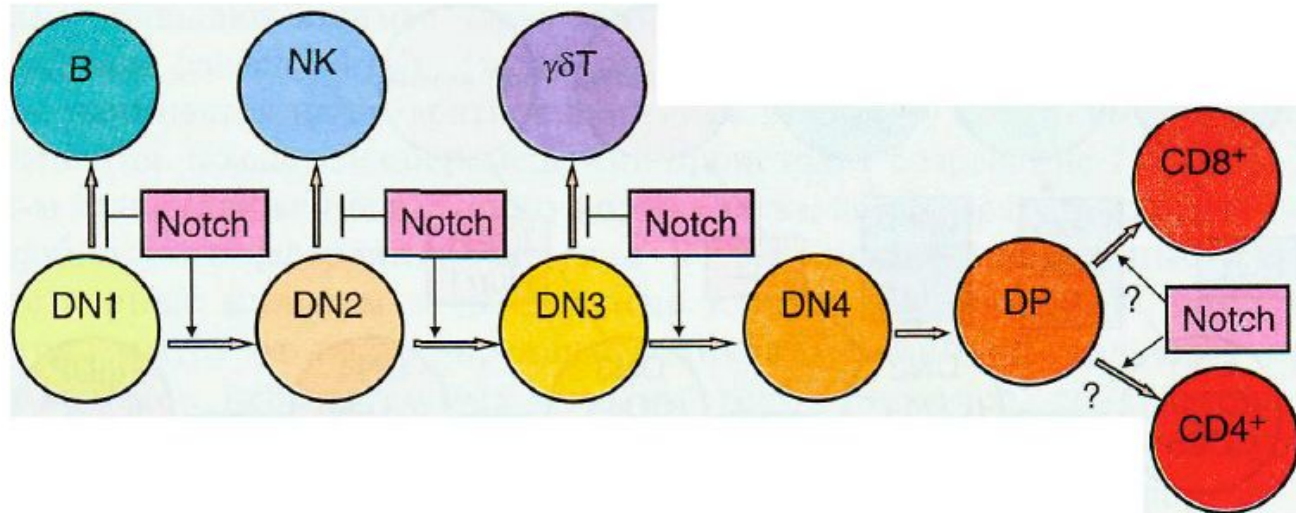 B
NK
γδT
CD8+
Notch
Notch
Notch
DN1
DN2
DN3
DN4
DP
?
Notch
?
CD4+